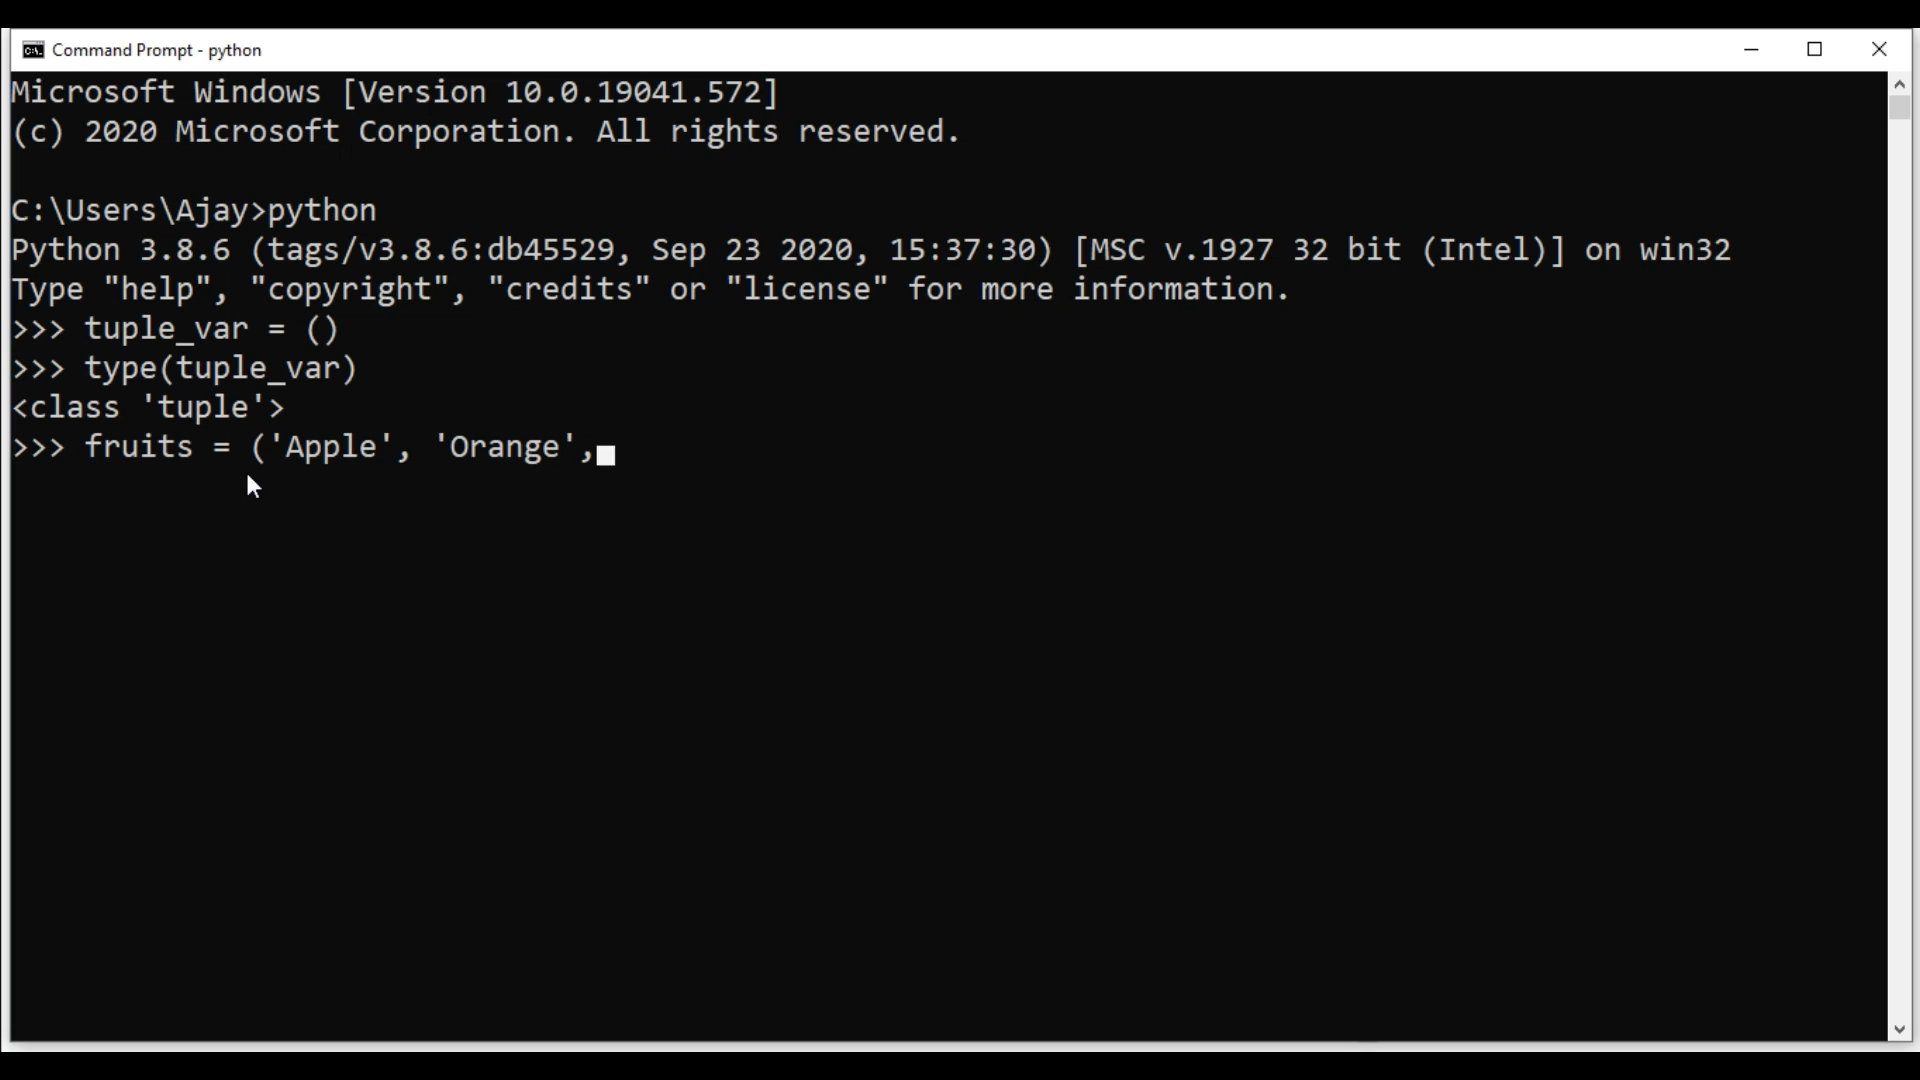 Command Prompt - python
Microsoft Windows [Version 10.0.19041.572]
(c) 2020 Microsoft Corporation. All rights reserved.
C:\Users\Ajay>python
Python 3.8.6 (tags/v3.8.6:db45529, Sep 23 2020, 15:37:30) [MSC v.1927 32 bit (Intel)] on win32
Type "help", "copyright", "credits" or "license" for more information.
>>> tuple_var = ()
>>> type(tuple_var)
<class 'tuple'>
>>> fruits = ('Apple', 'Orange',